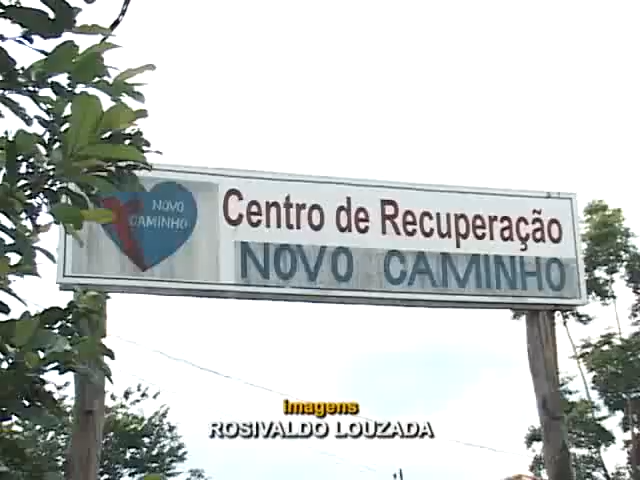 NOVO
CAMINHO
Centro de Recuperação
NOVO CAMINHO
imagens
ROSIVALDO LOUZADA